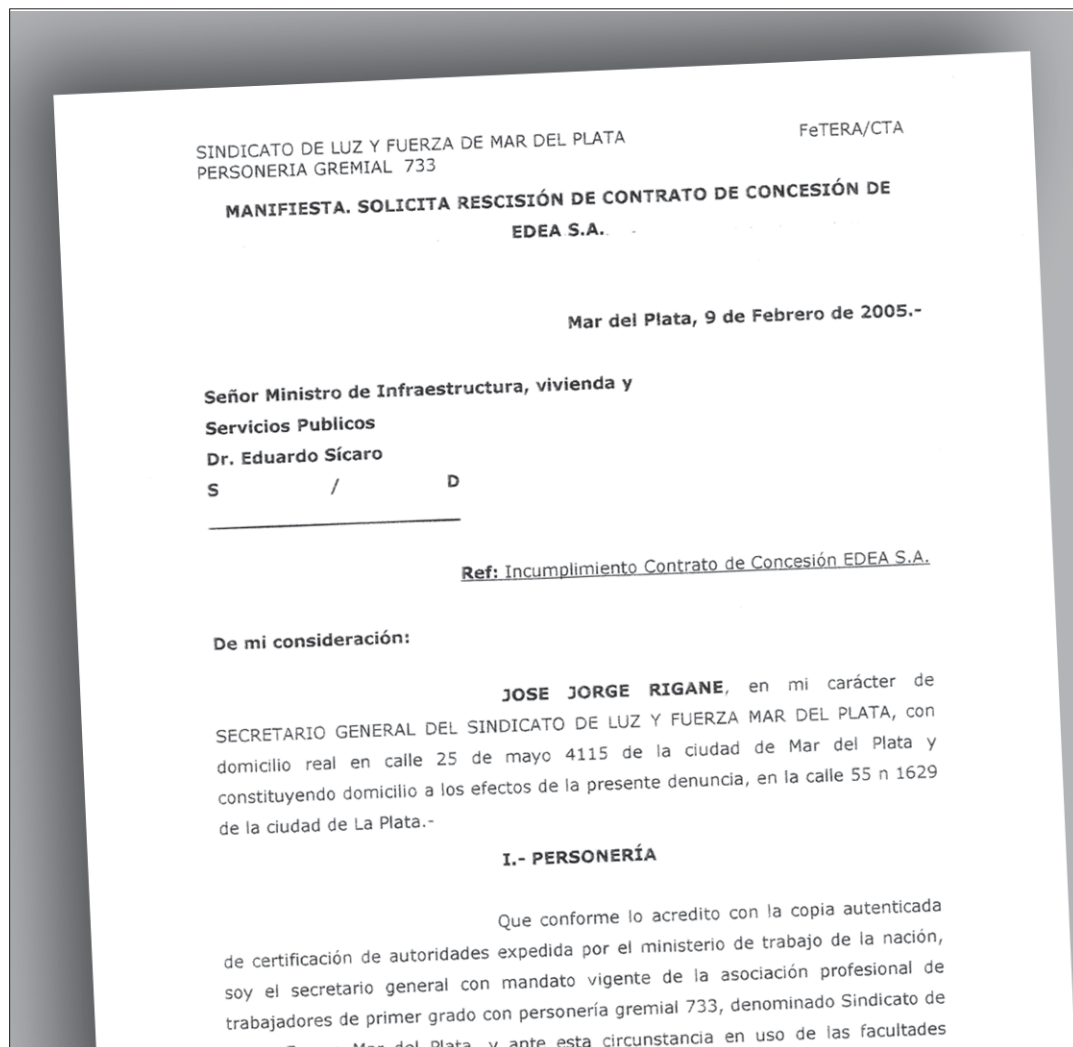 SINDICATO DE LUZ Y FUERZA DE MAR DEL PLATA FeTERA/CTA
PERSONERIA GREMIAL 733
MANIFIESTA. SOLICITA RESCISIÓN DE CONTRATO DE CONCESIÓN DE
EDEA S.A.
Mar del Plata, 9 de Febrero de 2005.-
Señor Ministro de Infraestructura, vivienda y
Servicios Publicos
Dr. Eduardo Sícaro
S / D
Ref: Incumplimiento Contrato de Concesión EDEA S.A.
De mi consideración:
JOSE JORGE RIGANE, en mi carácter de
SECRETARIO GENERAL DEL SINDICATO DE LUZ Y FUERZA MAR DEL PLATA, con
domicilio real en calle 25 de mayo 4115 de la ciudad de Mar del Plata y
constituyendo domicilio a los efectos de la presente denuncia, en la calle 55 n 1629
de la ciudad de La Plata.-
I.- PERSONERÍA
Que conforme lo acredito con la copia autenticada
de certificación de autoridades expedida por el ministerio de trabajo de la nación,
soy el secretario general con mandato vigente de la asociación profesional de
trabajadores de primer grado con personería gremial 733, denominado Sindicato de
Mar del Plata, y ante esta circunstancia en uso de las facultades